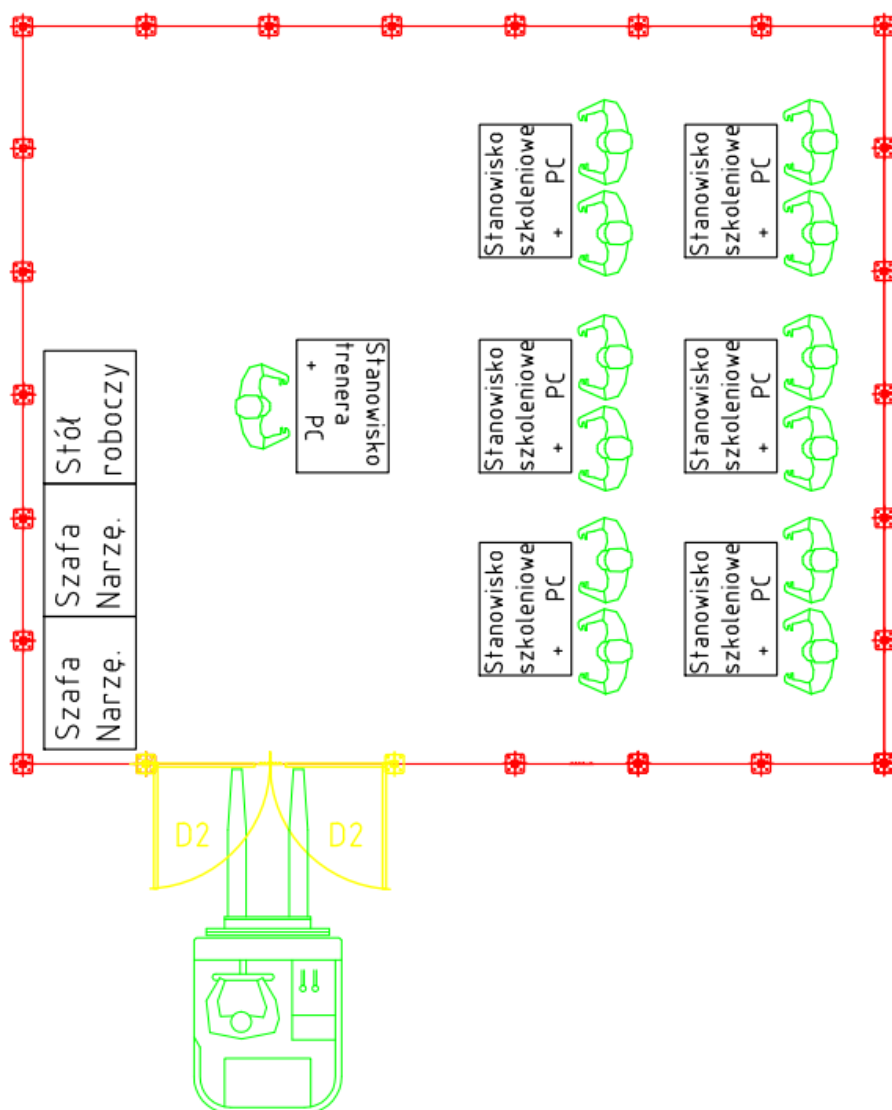 Stanowisko
szkoleniowe
+ PC
Stanowisko
szkoleniowe
+ PC
Stół
roboczy
Stanowisko
trenera
+ PC
Stanowisko
szkoleniowe
+ PC
Stanowisko
szkoleniowe
+ PC
Szafa
Narzę.
Szafa
Narzę.
Stanowisko
szkoleniowe
+ PC
Stanowisko
szkoleniowe
+ PC
D2
D2